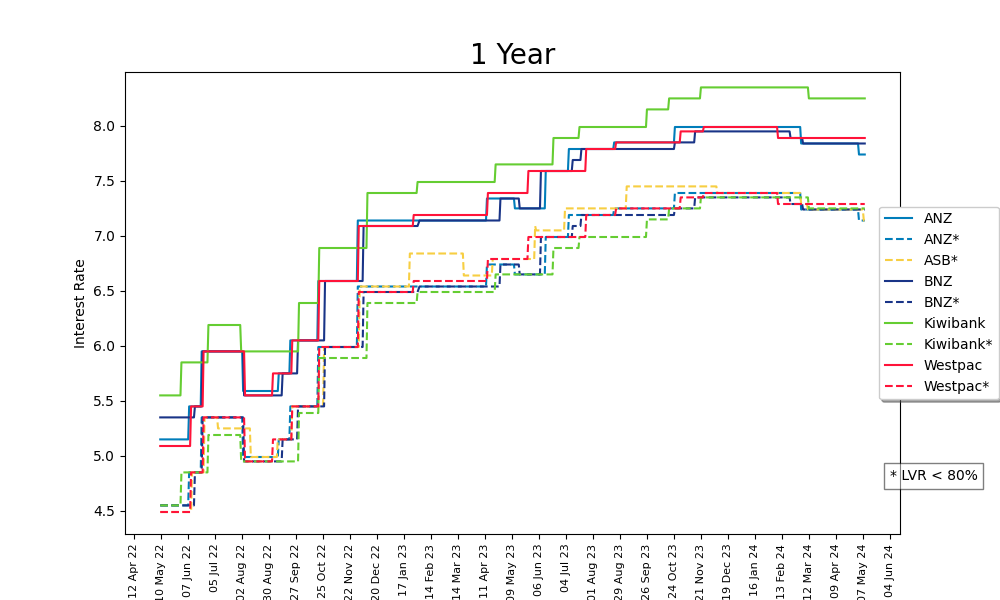 1 Year
Interest Rate
8.0
7.5
7.0
6.5
6.0
5.5
5.0
4.5
12 Apr 22
10 May 22
07 Jun 22
05 Jul 22
02 Aug 22
30 Aug 22
27 Sep 22
25 Oct 22
22 Nov 22
20 Dec 22
17 Jan 23
14 Feb 23
14 Mar 23
11 Apr 23
09 May 23
06 Jun 23
04 Jul 23
01 Aug 23
29 Aug 23
26 Sep 23
24 Oct 23
21 Nov 23
19 Dec 23
16 Jan 24
13 Feb 24
12 Mar 24
09 Apr 24
07 May 24
04 Jun 24
ANZ
ANZ*
ASB*
BNZ
BNZ*
Kiwibank
Kiwibank*
Westpac
Westpac*
* LVR < 80%